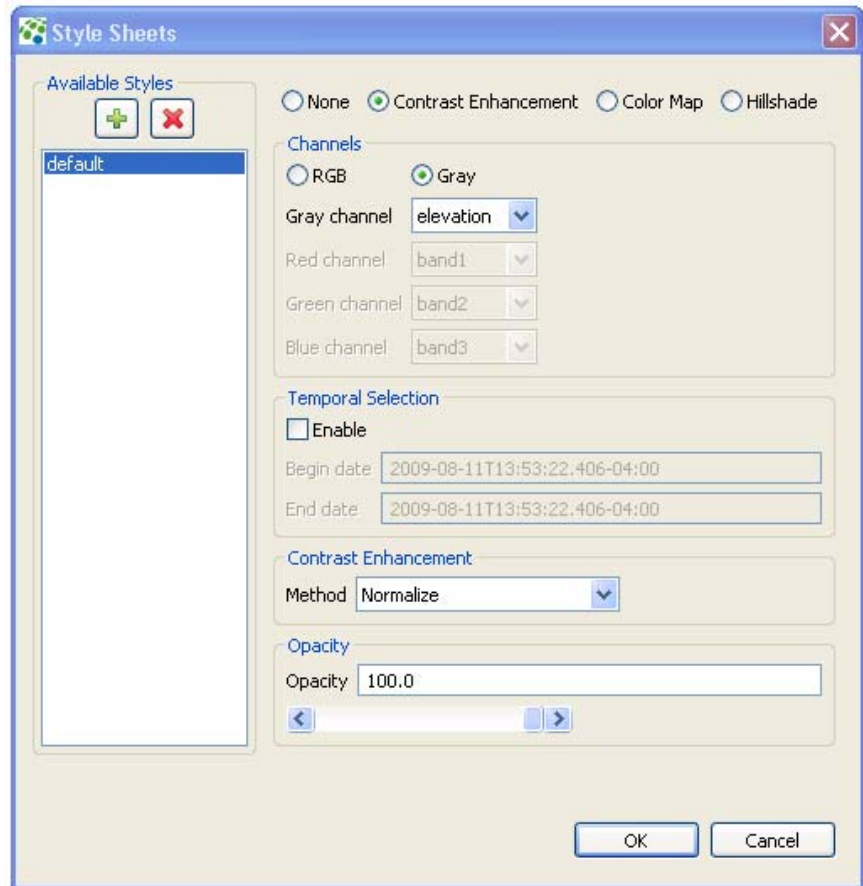 Style Sheets
Available Styles
default
None Contrast Enhancement Color Map Hillshade
Channels
RGB Gray
Gray channel elevation
Red channel band1
Green channel band2
Blue channel band3
Temporal Selection
Enable
Begin date 2009-08-11T13:53:22.406-04:00
End date 2009-08-11T13:53:22.406-04:00
Contrast Enhancement
Method Normalize
Opacity
Opacity 100.0
OK Cancel